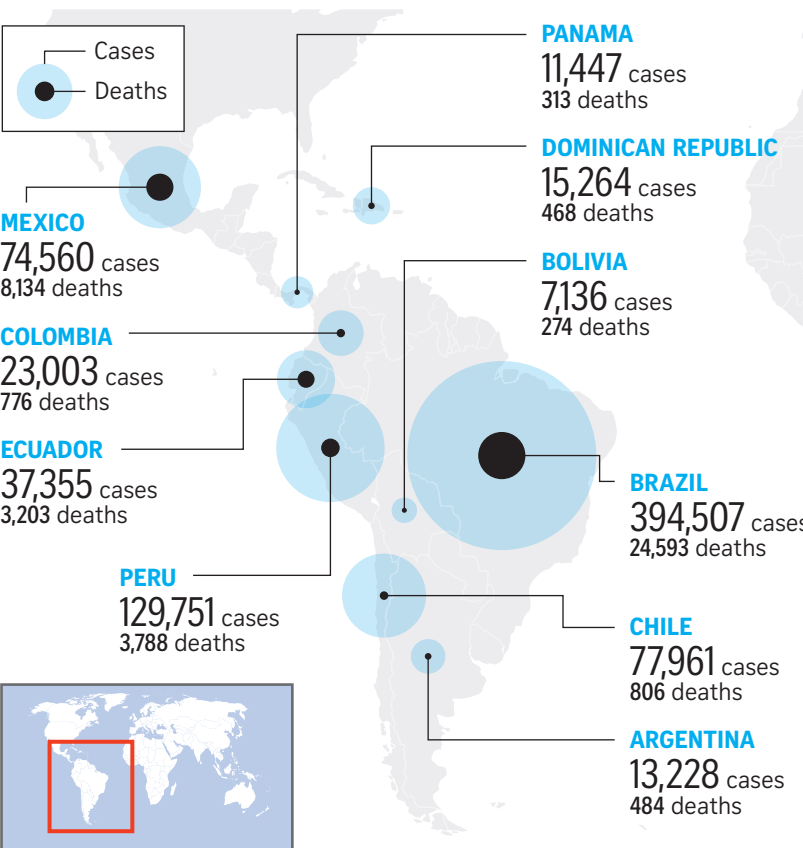 Cases
Deaths
PANAMA
11,447 cases
313 deaths
DOMINICAN REPUBLIC
15,264 cases
468 deaths
MEXICO
74,560 cases
8,134 deaths
BOLIVIA
7,136 cases
274 deaths
COLOMBIA
23,003 cases
776 deaths
ECUADOR
37,355 cases
3,203 deaths
BRAZIL
394,507 cases
24,593 deaths
PERU
129,751 cases
3,788 deaths
CHILE
77,961 cases
806 deaths
ARGENTINA
13,228 cases
484 deaths